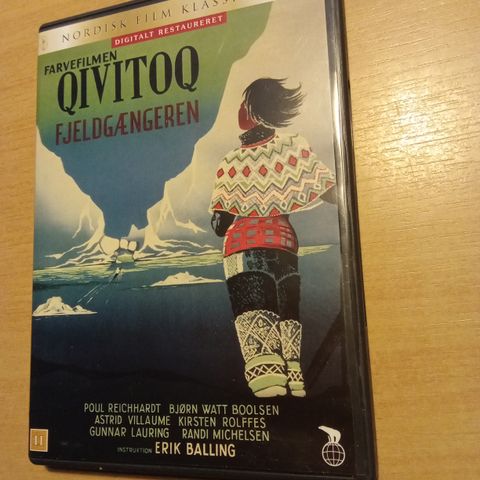 NORDISK FILM KLASS
DIGITALT RESTAURERET
FARVEFILMEN
QIVITOQ
FJELDGÆNGEREN
POUL REICHHARDT BJØRN WATT BOOLSEN
ASTRID VILLAUME KIRSTEN ROLFFES
GUNNAR LAURING RANDI MICHELSEN
INSTRUKTION ERIK BALLING
11